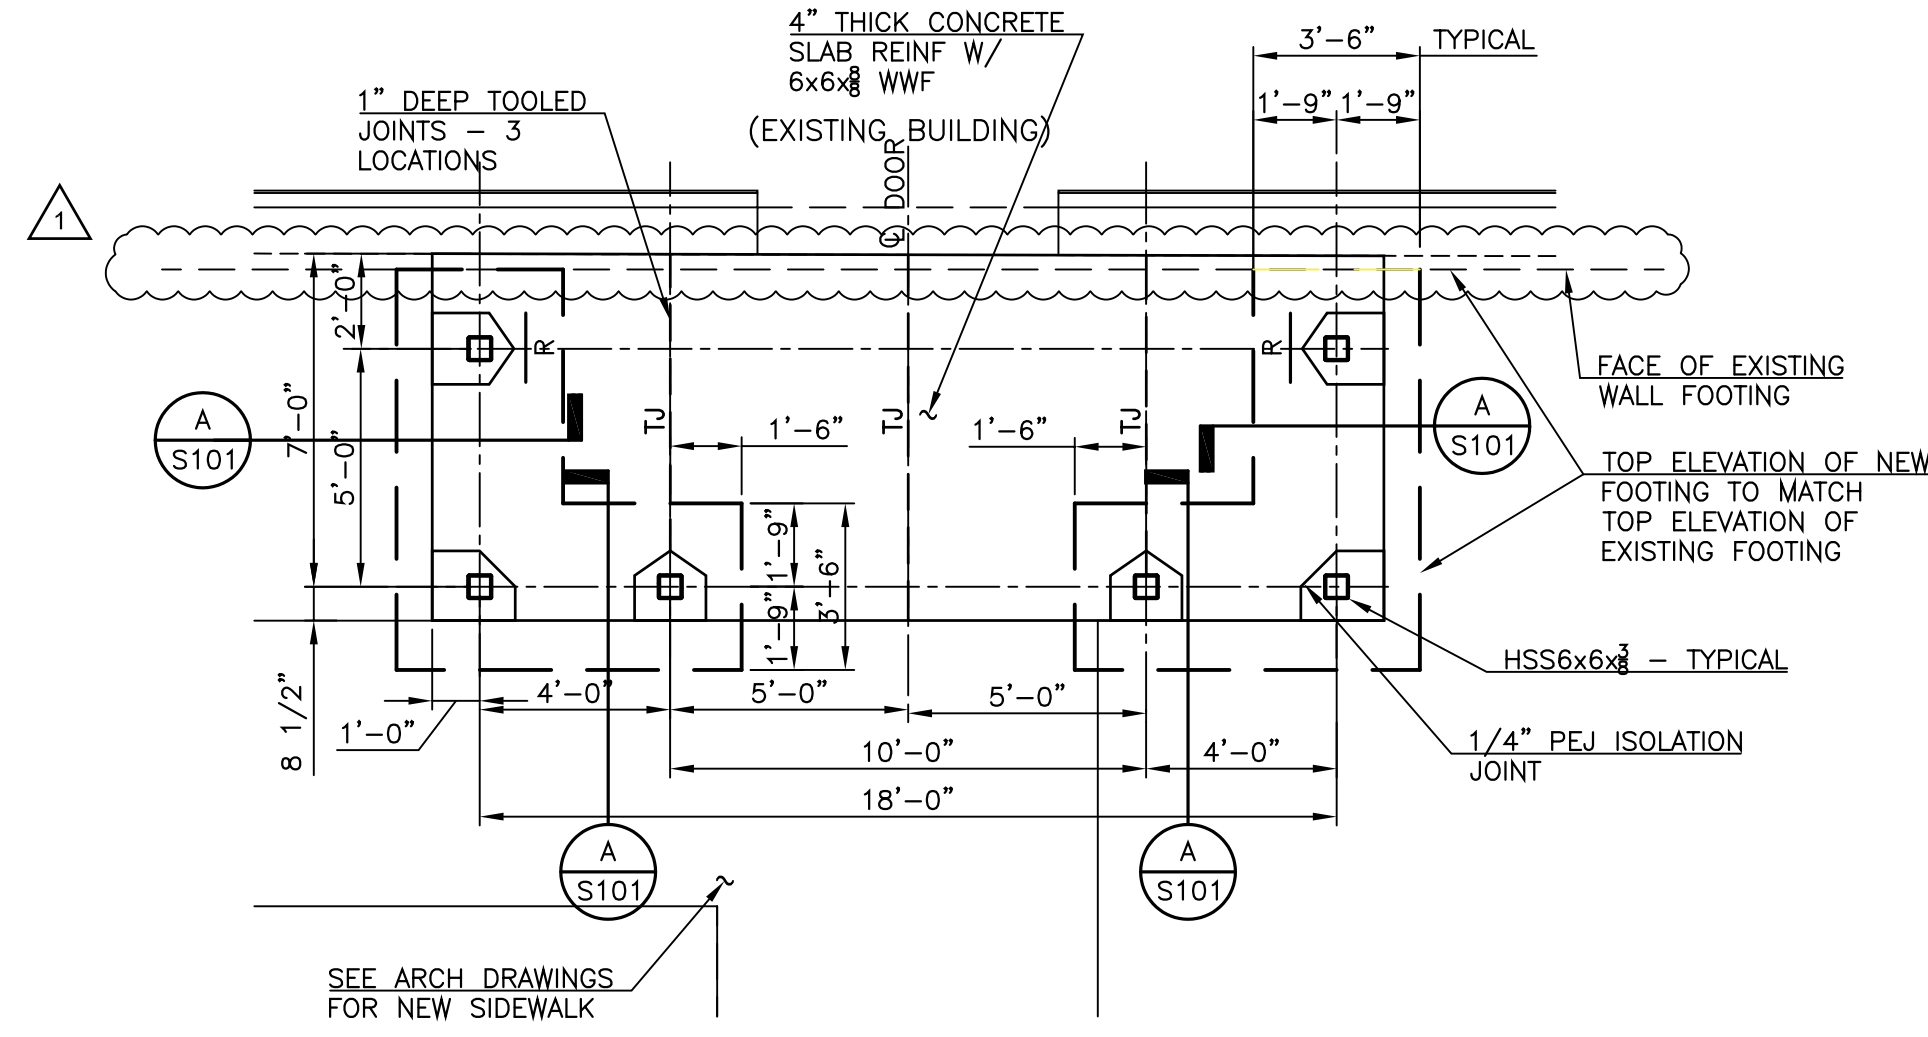 4” THICK CONCRETE
SLAB REINF W/
6x6x8/8 WWF
3’-6” TYPICAL
1” DEEP TOOLED
JOINTS - 3
LOCATIONS
1’-9” 1’-9”
(EXISTING BUILDING)
℄ DOOR
1
2’-0”
7’-0”
5’-0”
R
R
FACE OF EXISTING
WALL FOOTING
A
S101
TJ
TJ
TJ
1’-6”
1’-6”
A
S101
TOP ELEVATION OF NEW
FOOTING TO MATCH
TOP ELEVATION OF
EXISTING FOOTING
1’-9”
1’-9”
3’-6”
HSS6x6x3/8 - TYPICAL
8 1/2”
1’-0”
4’-0”
5’-0”
5’-0”
1/4” PEJ ISOLATION
JOINT
10’-0”
4’-0”
18’-0”
A
S101
A
S101
SEE ARCH DRAWINGS
FOR NEW SIDEWALK